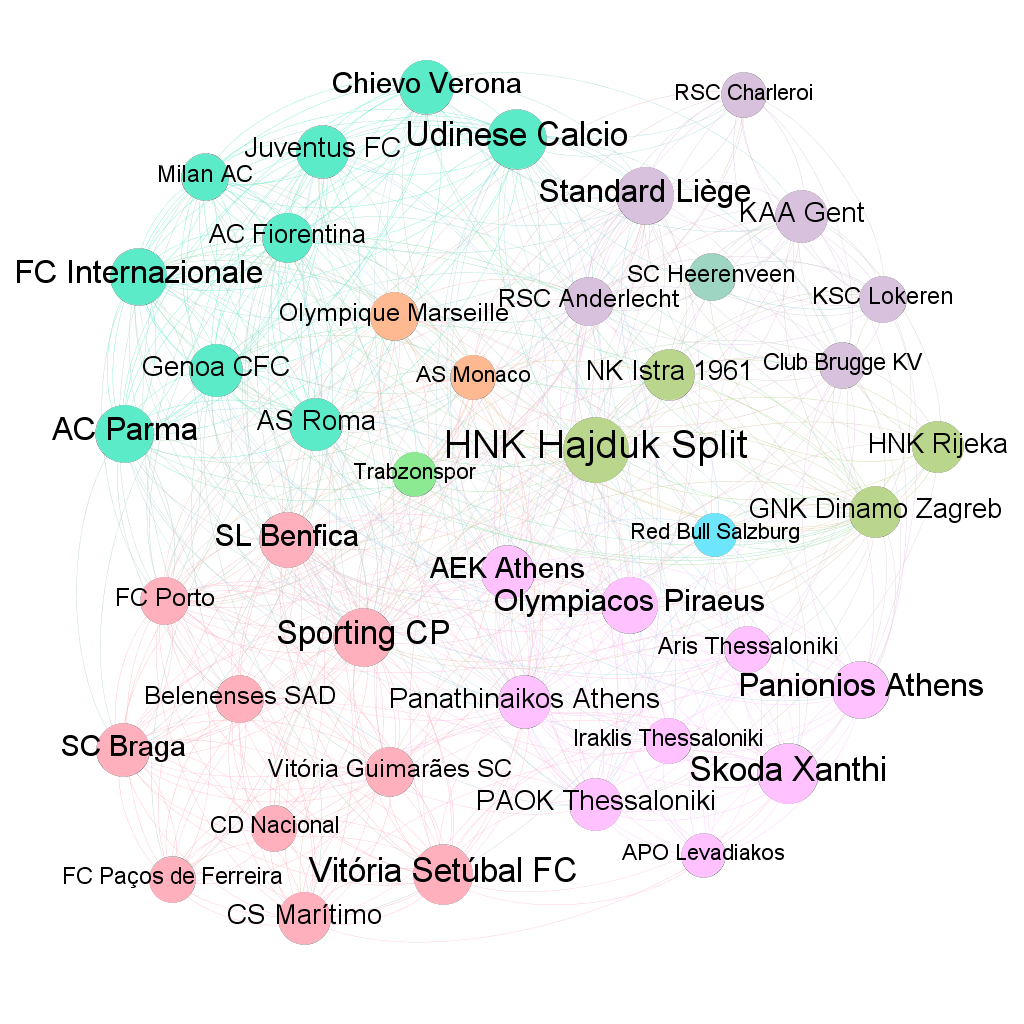 Chievo Verona
RSC Charleroi
Udinese Calcio
Juventus FC
Milan AC
Standard Liège
KAA Gent
AC Fiorentina
FC Internazionale
SC Heerenveen
RSC Anderlecht
KSC Lokeren
Olympique Marseille
Genoa CFC
AS Monaco
NK Istra 1961
Club Brugge KV
AC Parma
AS Roma
HNK Hajduk Split
HNK Rijeka
Trabzonspor
GNK Dinamo Zagreb
SL Benfica
Red Bull Salzburg
AEK Athens
FC Porto
Olympiacos Piraeus
Sporting CP
Aris Thessaloniki
Belenenses SAD
Panathinaikos Athens
Panionios Athens
SC Braga
Iraklis Thessaloniki
Vitória Guimarães SC
Skoda Xanthi
PAOK Thessaloniki
CD Nacional
APO Levadiakos
FC Paços de Ferreira
Vitória Setúbal FC
CS Marítimo